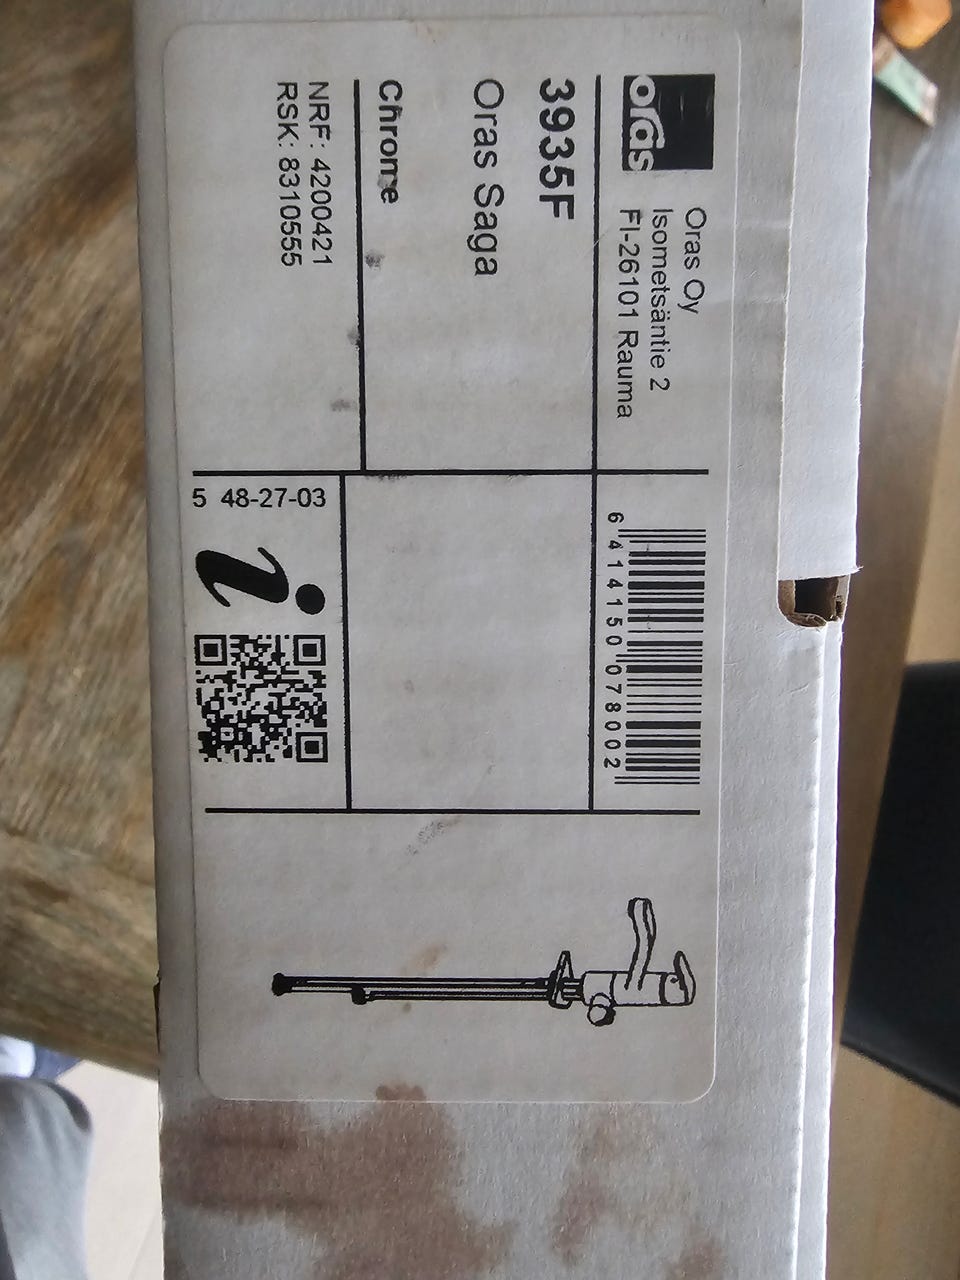 oras
Oras Oy
Isometsäntie 2
FI-26101 Rauma
6 414150 078002
3935F
Oras Saga
Chrome
NRF: 4200421
RSK: 8310555
5 48-27-03
i